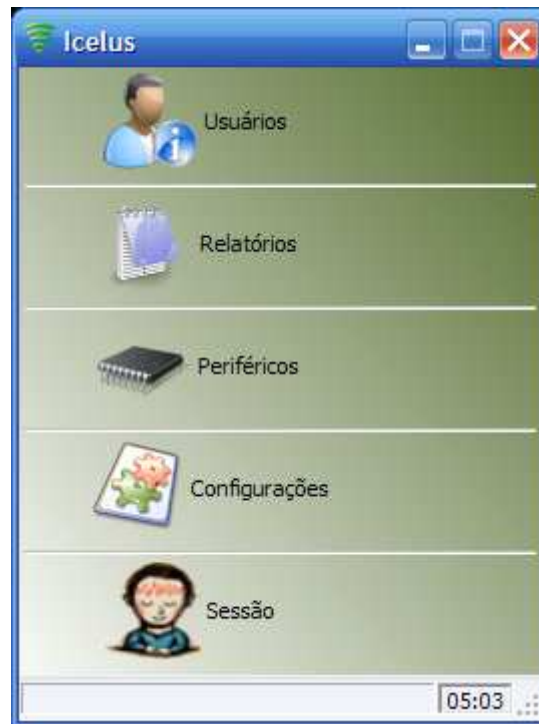 Icelus
Usuários
Relatórios
Periféricos
Configurações
Sessão
05:03